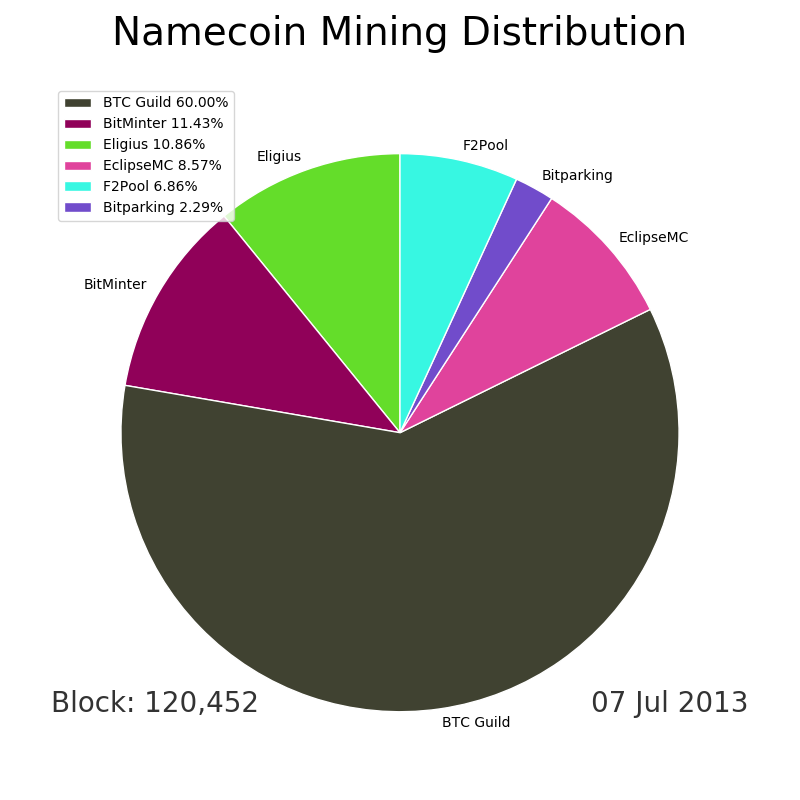 Namecoin Mining Distribution
BTC Guild 60.00%
BitMinter 11.43%
Eligius 10.86%
EclipseMC 8.57%
F2Pool 6.86%
Bitparking 2.29%
F2Pool
Eligius
Bitparking
EclipseMC
BitMinter
Block: 120,452
07 Jul 2013
BTC Guild